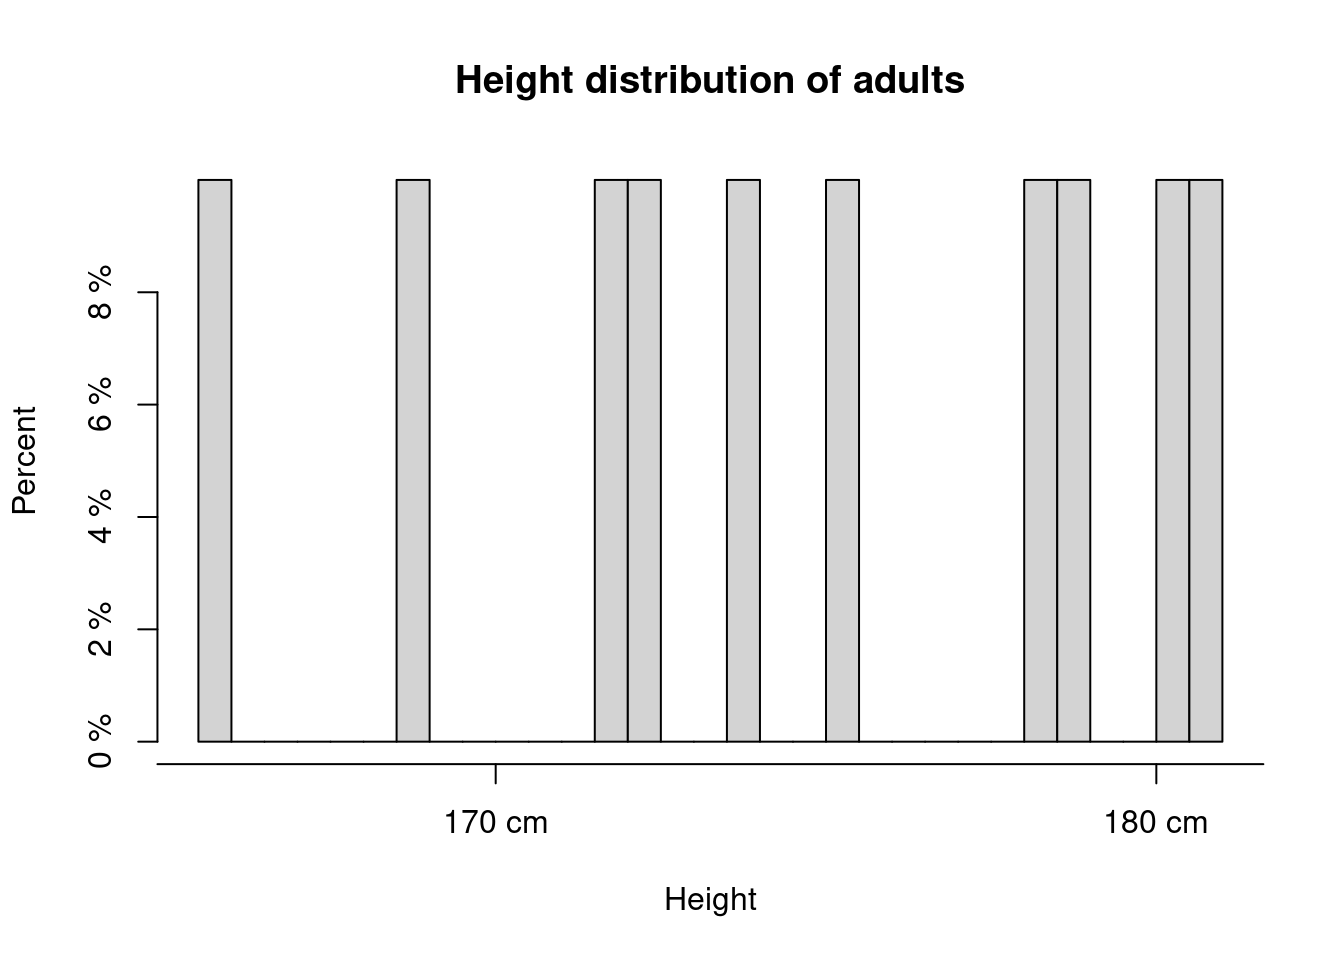 Height distribution of adults
Percent
8 %
6 %
4 %
2 %
0 %
170 cm
180 cm
Height